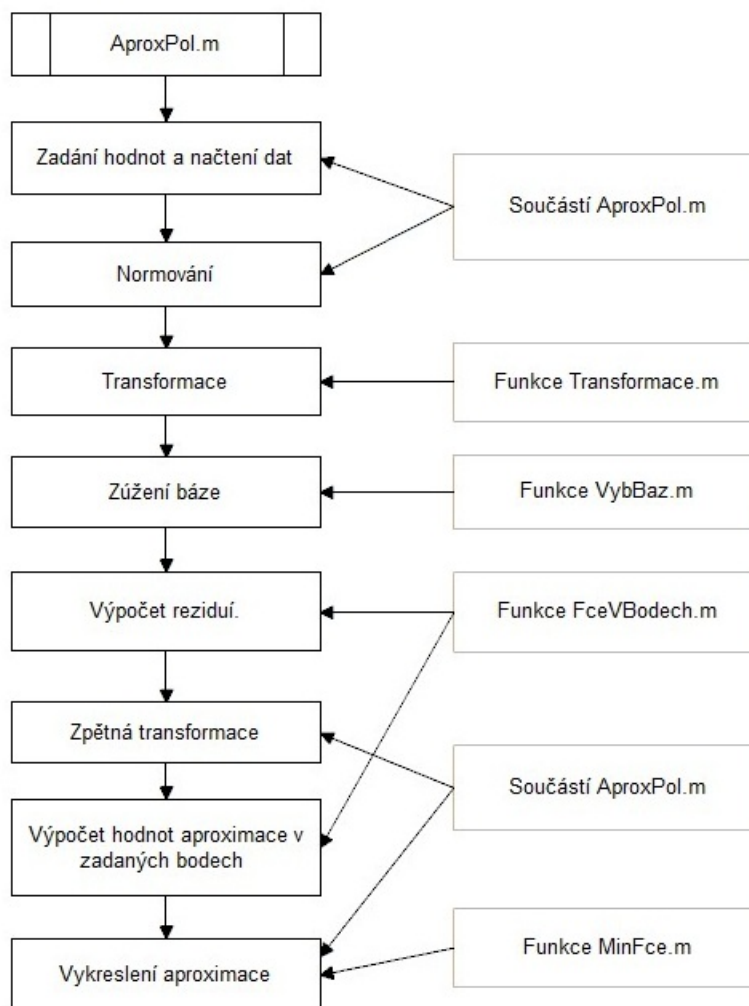 AproxPol.m
Zadání hodnot a načtení dat
Součástí AproxPol.m
Normování
Transformace
Funkce Transformace.m
Zúžení báze
Funkce VybBaz.m
Výpočet reziduí.
Funkce FceVBodech.m
Zpětná transformace
Součástí AproxPol.m
Výpočet hodnot aproximace v
zadaných bodech
Funkce MinFce.m
Vykreslení aproximace